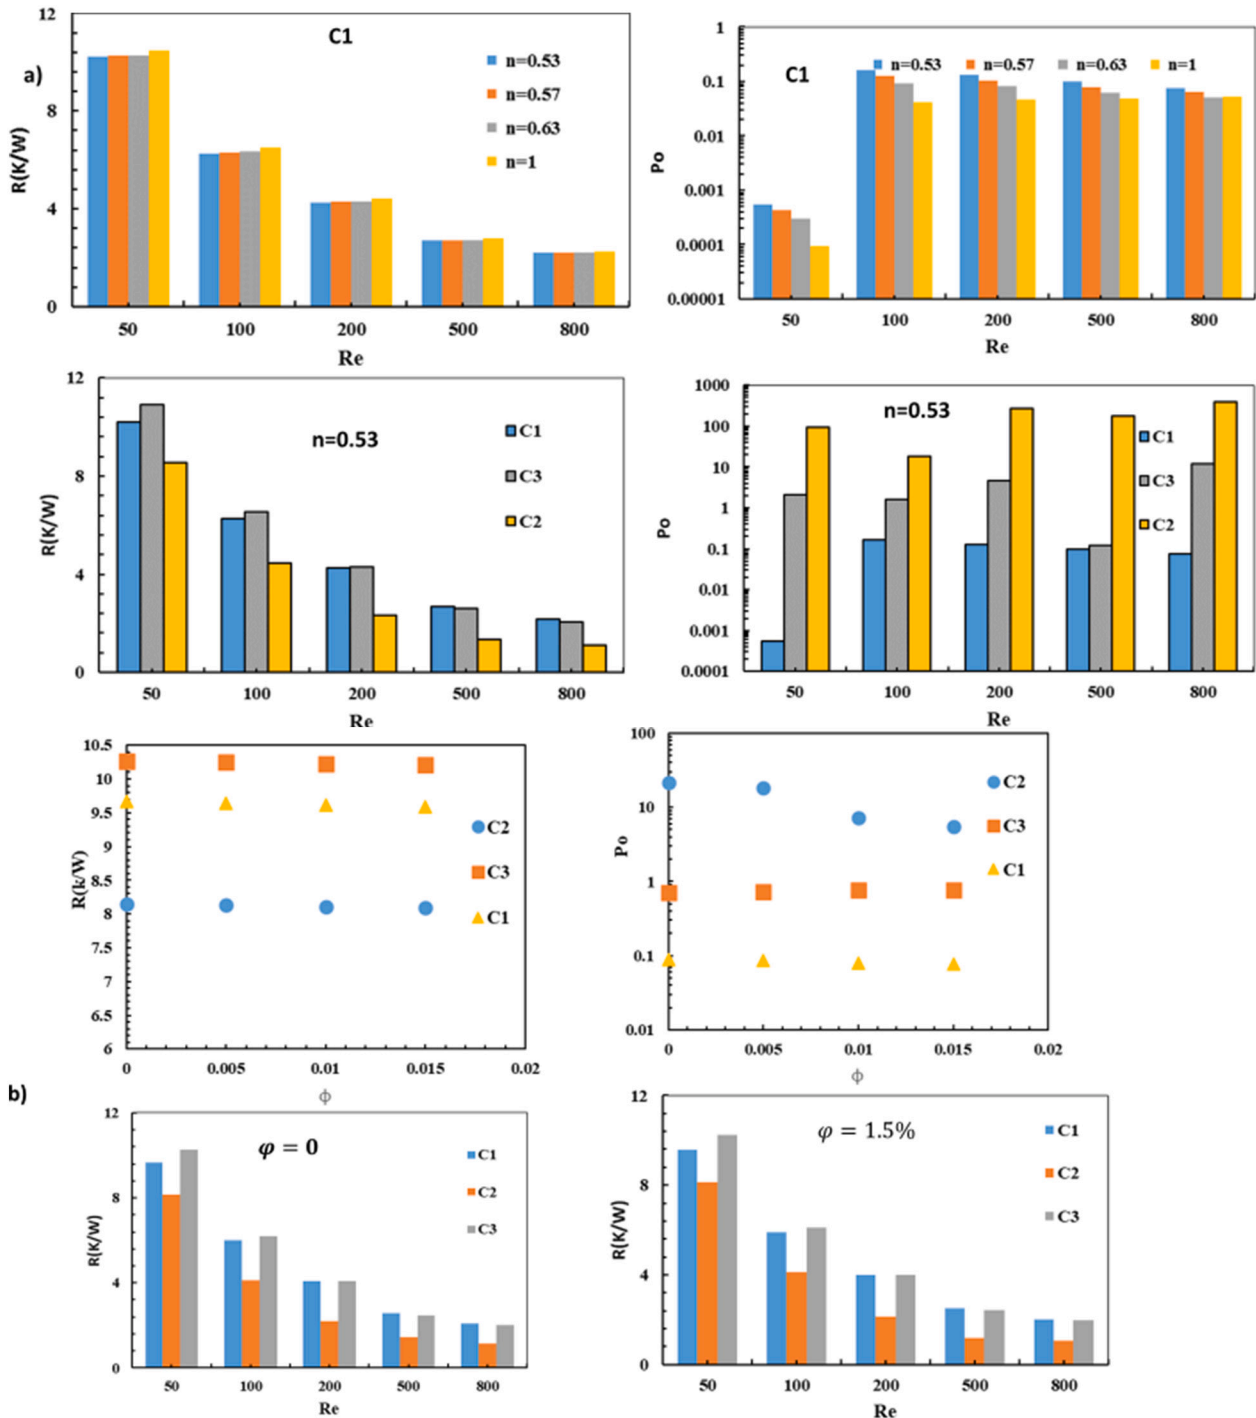 a)
C1
R(K/W)
12
8
4
0
n=0.53
n=0.57
n=0.63
n=1
50 100 200 500 800
Re
C1
Po
1
0.1
0.01
0.001
0.0001
0.00001
n=0.53 n=0.57 n=0.63 n=1
50 100 200 500 800
Re
n=0.53
R(K/W)
12
8
4
0
C1
C3
C2
50 100 200 500 800
Re
n=0.53
Po
1000
100
10
1
0.1
0.01
0.001
0.0001
C1
C3
C2
50 100 200 500 800
Re
R(k/W)
10.5
10
9.5
9
8.5
8
7.5
7
6.5
6
C2
C3
C1
0 0.005 0.01 0.015 0.02
ϕ
Po
100
10
1
0.1
0.01
C2
C3
C1
0 0.005 0.01 0.015 0.02
ϕ
b)
φ = 0
R(K/W)
12
8
4
0
C1
C2
C3
50 100 200 500 800
Re
φ = 1.5%
R(K/W)
12
8
4
0
C1
C2
C3
50 100 200 500 800
Re